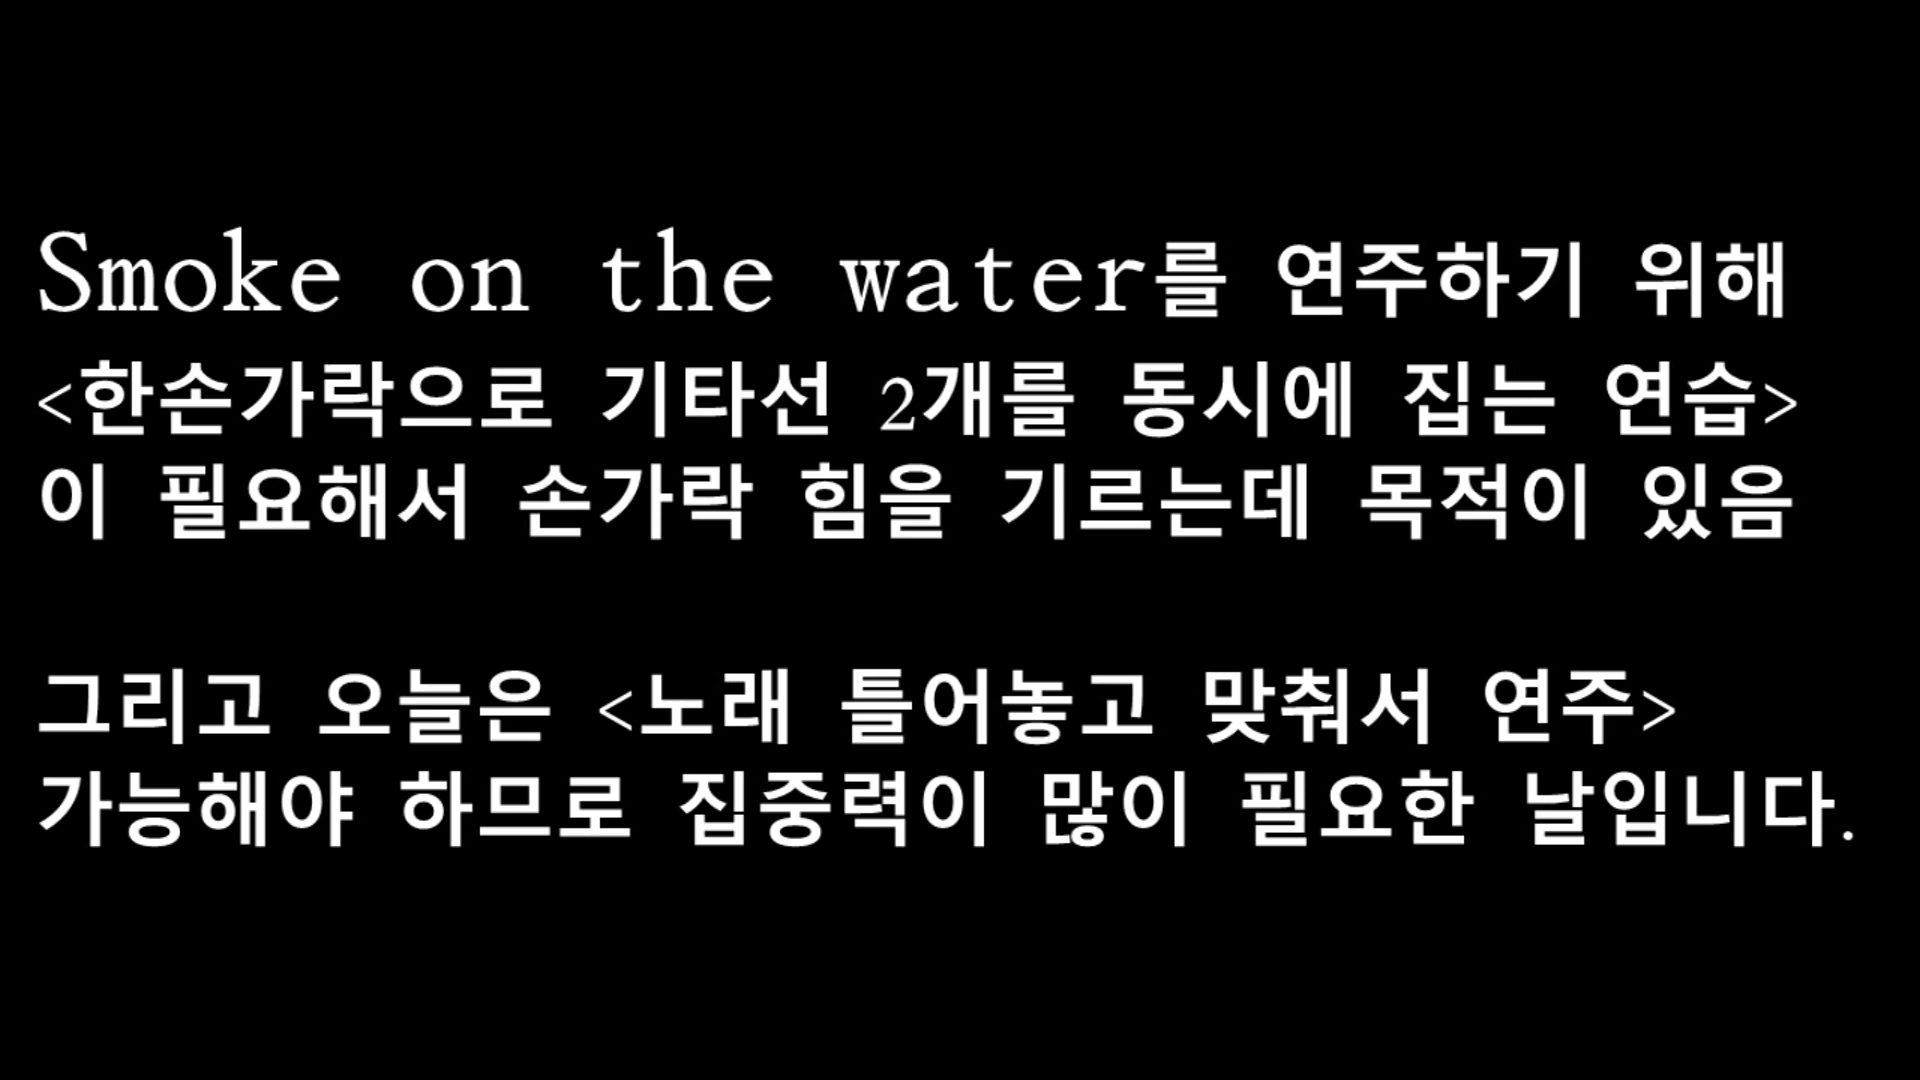 Smoke on the water를 연주하기 위해
<한손가락으로 기타선 2개를 동시에 집는 연습>
이 필요해서 손가락 힘을 기르는데 목적이 있음
그리고 오늘은 <노래 틀어놓고 맞춰서 연주>
가능해야 하므로 집중력이 많이 필요한 날입니다.